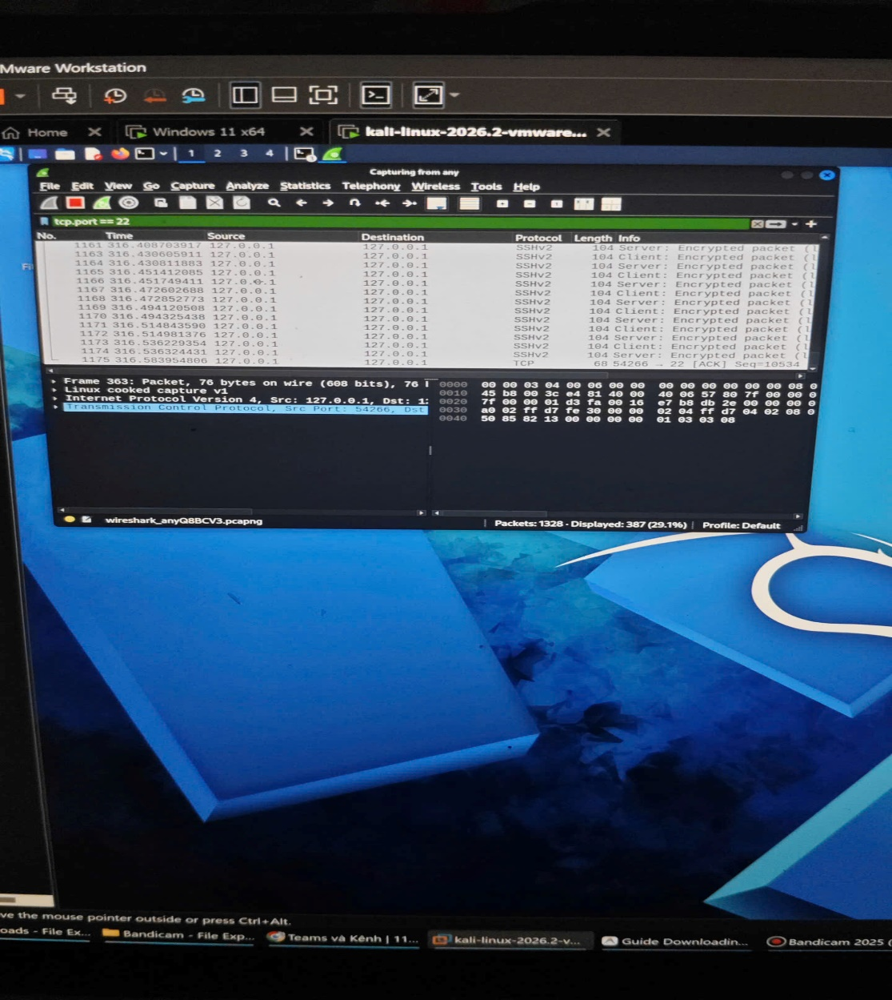 Mware Workstation
Home
Windows 11 x64
kali-linux-2026.2-vmware...
1 2 3 4
Capturing from any
File Edit View Go Capture Analyze Statistics Telephony Wireless Tools Help
tcp.port == 22
No. Time Source Destination Protocol Length Info
1161 316.408703917 127.0.0.1 127.0.0.1 SSHv2 104 Server: Encrypted packet (l
1163 316.430605911 127.0.0.1 127.0.0.1 SSHv2 104 Client: Encrypted packet (l
1164 316.430811883 127.0.0.1 127.0.0.1 SSHv2 104 Server: Encrypted packet (l
1165 316.451412085 127.0.0.1 127.0.0.1 SSHv2 104 Client: Encrypted packet (l
1166 316.451749411 127.0.0.1 127.0.0.1 SSHv2 104 Server: Encrypted packet (l
1167 316.472602688 127.0.0.1 127.0.0.1 SSHv2 104 Client: Encrypted packet (l
1168 316.472852773 127.0.0.1 127.0.0.1 SSHv2 104 Server: Encrypted packet (l
1169 316.494120508 127.0.0.1 127.0.0.1 SSHv2 104 Client: Encrypted packet (l
1170 316.494325438 127.0.0.1 127.0.0.1 SSHv2 104 Server: Encrypted packet (l
1171 316.514843590 127.0.0.1 127.0.0.1 SSHv2 104 Client: Encrypted packet (l
1172 316.514981376 127.0.0.1 127.0.0.1 SSHv2 104 Server: Encrypted packet (l
1173 316.536229354 127.0.0.1 127.0.0.1 SSHv2 104 Client: Encrypted packet (l
1174 316.536324431 127.0.0.1 127.0.0.1 SSHv2 104 Server: Encrypted packet (l
1175 316.583954806 127.0.0.1 127.0.0.1 TCP 68 54266 → 22 [ACK] Seq=10534
Frame 363: Packet, 76 bytes on wire (608 bits), 76
Linux cooked capture v1
Internet Protocol Version 4, Src: 127.0.0.1, Dst: 1
Transmission Control Protocol, Src Port: 54266, Dst
0000 00 00 03 04 00 06 00 00 00 00 00 00 00 00 08 0
0010 45 b8 00 3c e4 81 40 00 40 06 57 80 7f 00 00 0
0020 7f 00 00 01 d3 fa 00 16 e7 b8 db 2e 00 00 00 0
0030 a0 02 ff d7 fe 30 00 00 02 04 ff d7 04 02 08 0
0040 50 85 82 13 00 00 00 00 01 03 03 08
wireshark_anyQ8BCV3.pcapng
Packets: 1328 · Displayed: 387 (29.1%)
Profile: Default
Fi
ve the mouse pointer outside or press Ctrl+Alt.
oads - File Ex...
Bandicam - File Exp...
Teams và Kênh | 11...
kali-linux-2026.2-v...
Guide Downloadin...
Bandicam 2025 (